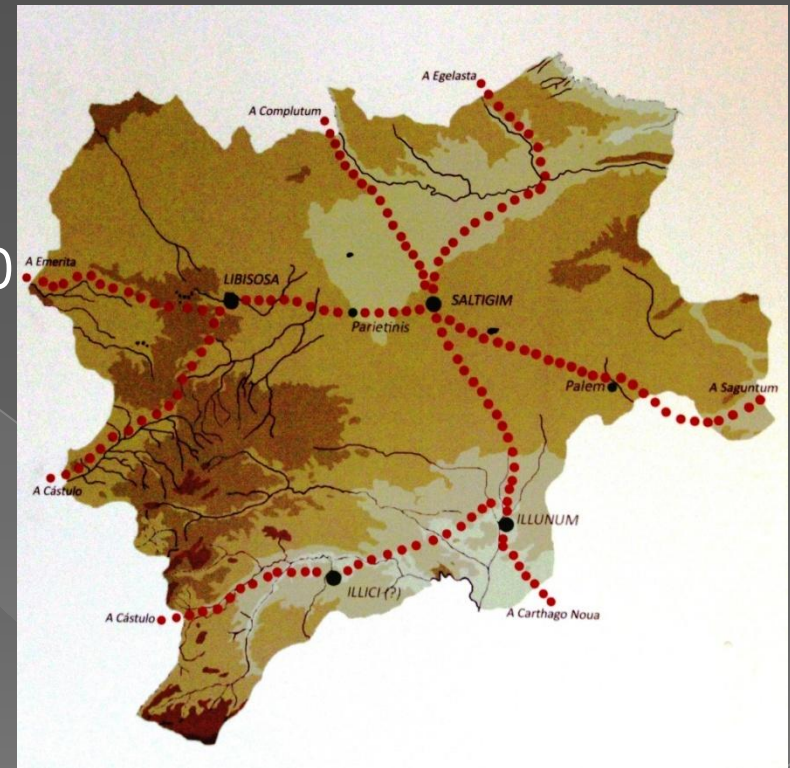 A Egelasta
A Complutum
O
A Emerita
LIBISOSA
SALTIGIM
Parietinis
Palem
A Saguntum
A Cástulo
ILLUNUM
ILLICI (?)
A Cástulo
A Carthago Noua